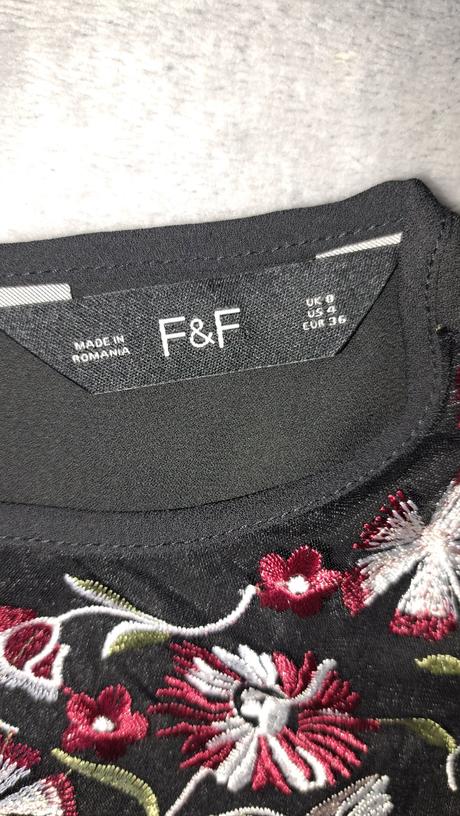 MADE IN
ROMANIA
F&F
UK 8
US 4
EUR 36